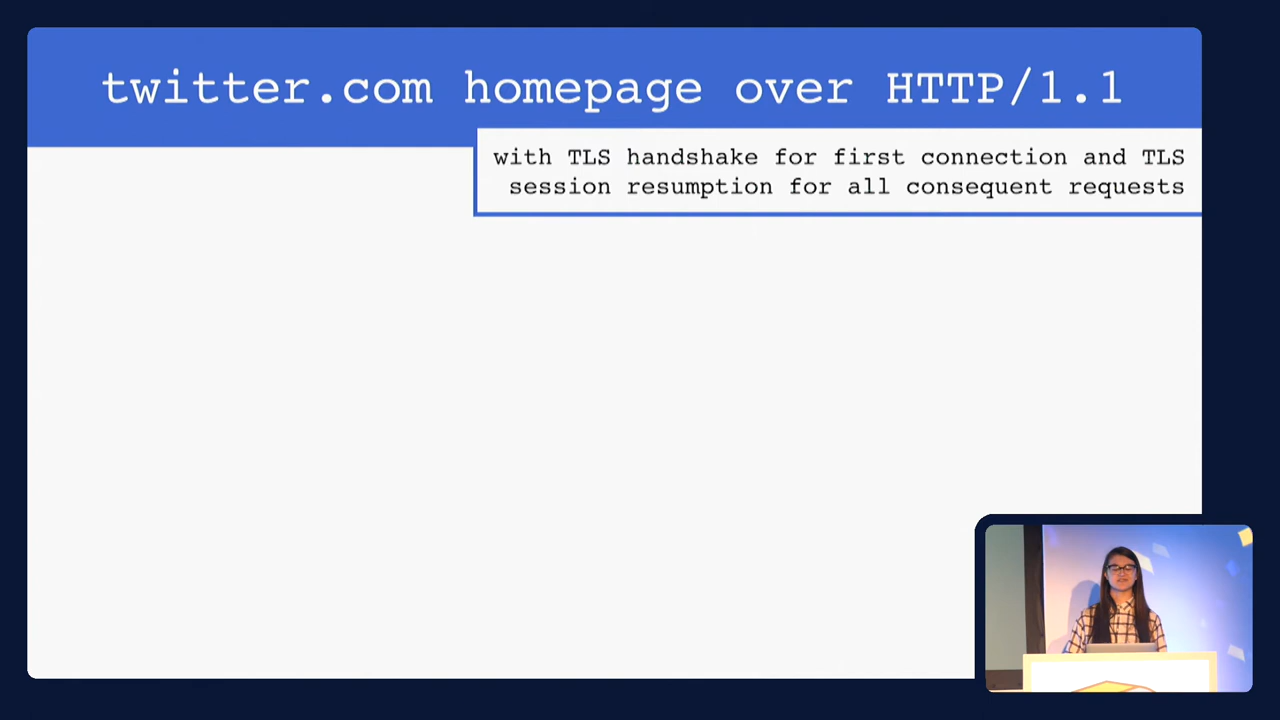 twitter.com homepage over HTTP/1.1
with TLS handshake for first connection and TLS
session resumption for all consequent requests